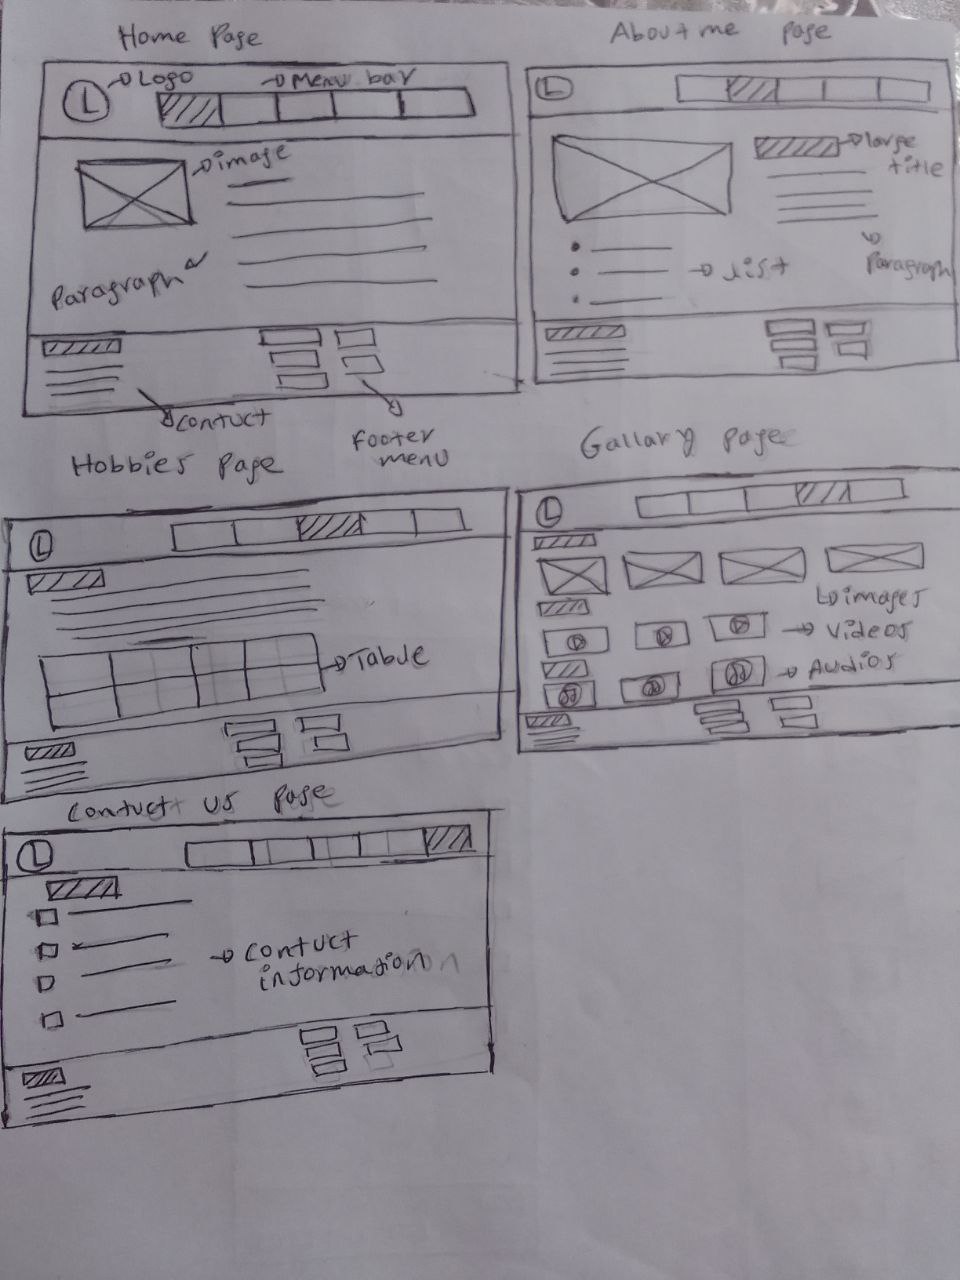 Home Page
Logo
Menu bar
L
image
Paragraph
contuct
Footer
menu
About me page
L
large
title
Paragraph
List
Hobbies page
L
Table
Gallary page
L
images
Videos
Audios
Contuct us page
L
contuct
information